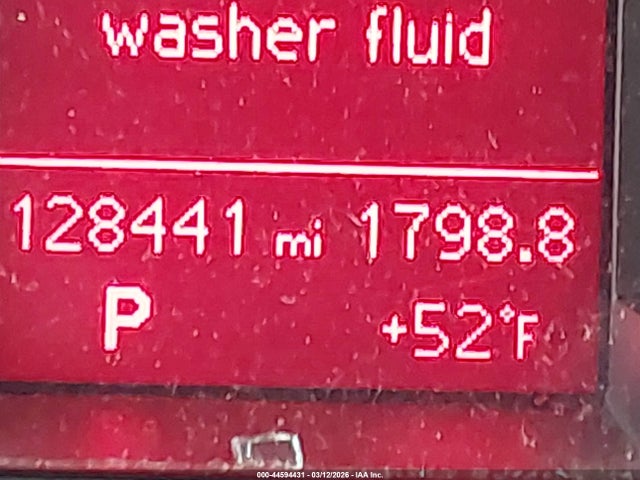 washer fluid
128441 mi 1798.8
P +52°F
000-44594431 - 03/12/2026 - IAA Inc.